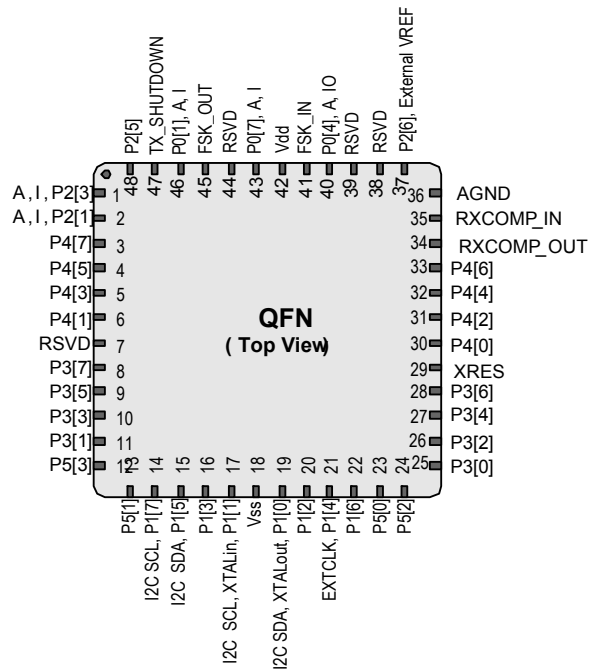 P2[5]
TX_SHUTDOWN
P0[1], A, I
FSK_OUT
RSVD
P0[7], A, I
Vdd
FSK_IN
P0[4], A, IO
RSVD
RSVD
P2[6], External VREF
48
47
46
45
44
43
42
41
40
39
38
37
A, I, P2[3] 1
A, I, P2[1] 2
P4[7] 3
P4[5] 4
P4[3] 5
P4[1] 6
RSVD 7
P3[7] 8
P3[5] 9
P3[3] 10
P3[1] 11
P5[3] 12
QFN
( Top View)
36 AGND
35 RXCOMP_IN
34 RXCOMP_OUT
33 P4[6]
32 P4[4]
31 P4[2]
30 P4[0]
29 XRES
28 P3[6]
27 P3[4]
26 P3[2]
25 P3[0]
13
14
15
16
17
18
19
20
21
22
23
24
P5[1]
I2C SCL, P1[7]
I2C SDA, P1[5]
P1[3]
I2C SCL, XTALin, P1[1]
Vss
I2C SDA, XTALout, P1[0]
P1[2]
EXTCLK, P1[4]
P1[6]
P5[0]
P5[2]